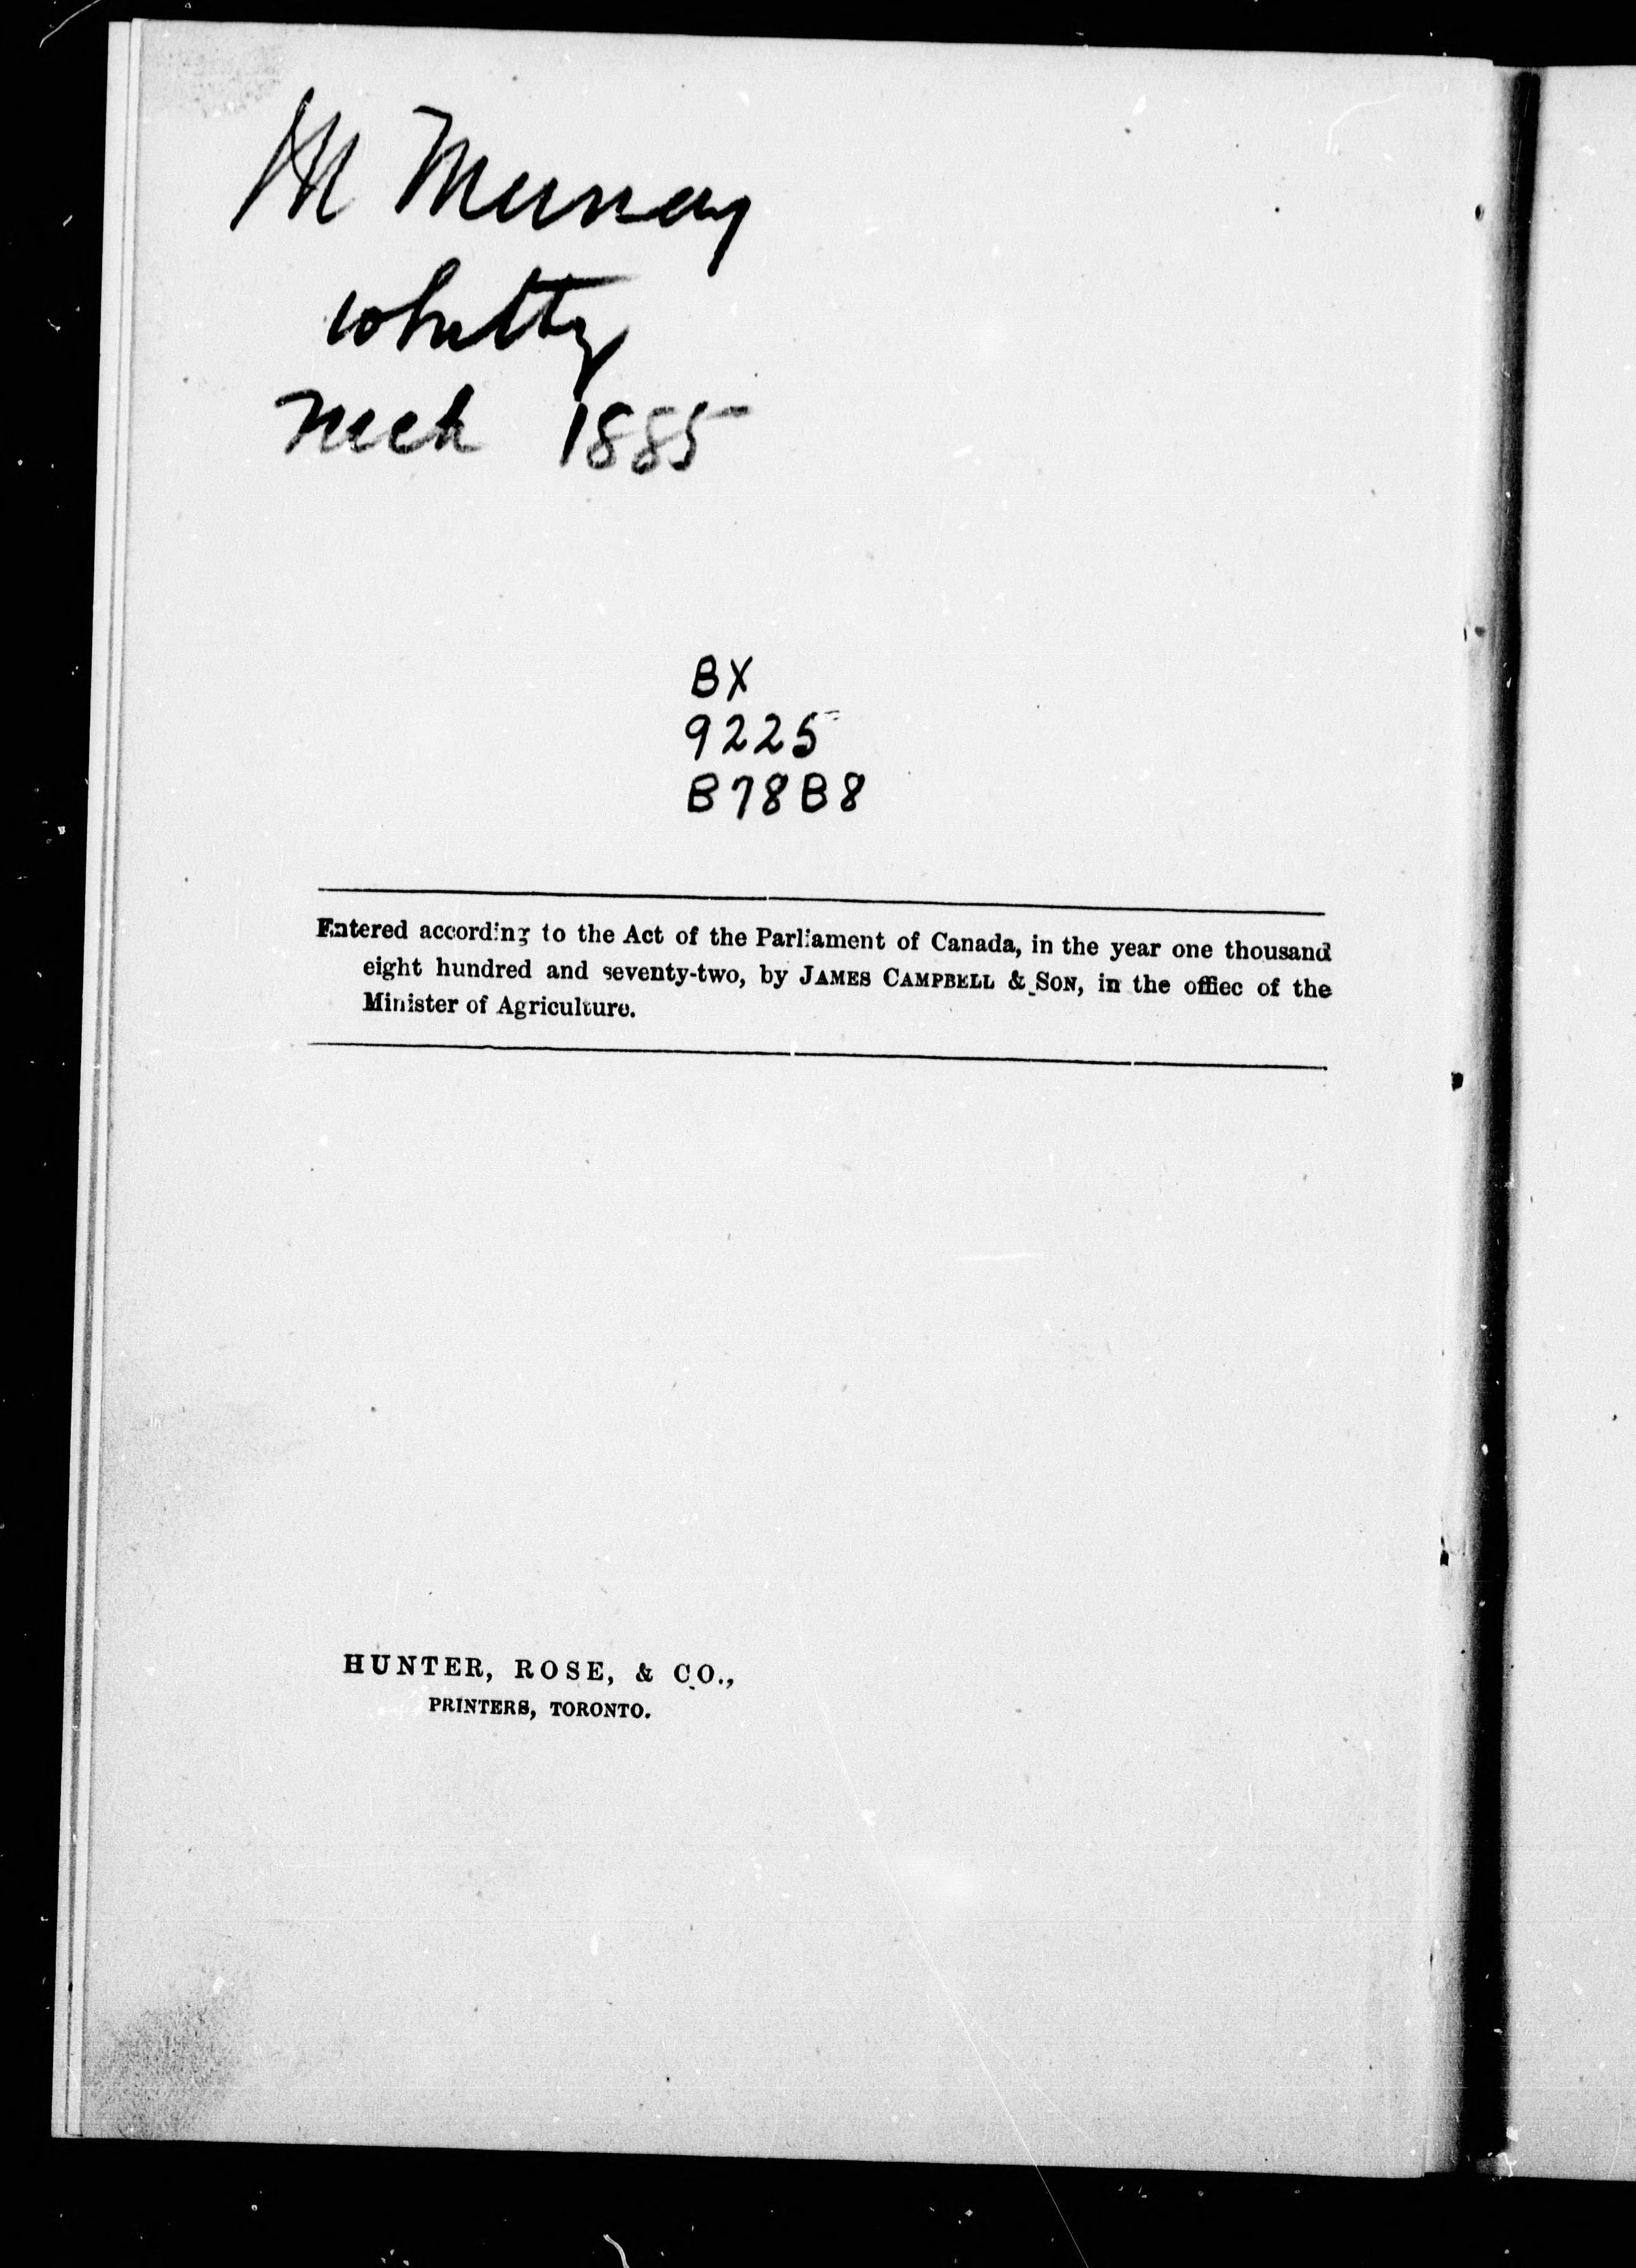 M Murray
Whitby
1885
BX
9225
B78B8
Entered according to the Act of the Parliament of Canada, in the year one thousand
eight hundred and seventy-two, by JAMES CAMPBELL & SON, in the offiec of the
Minister of Agriculture.
HUNTER, ROSE, & CO.,
PRINTERS, TORONTO.